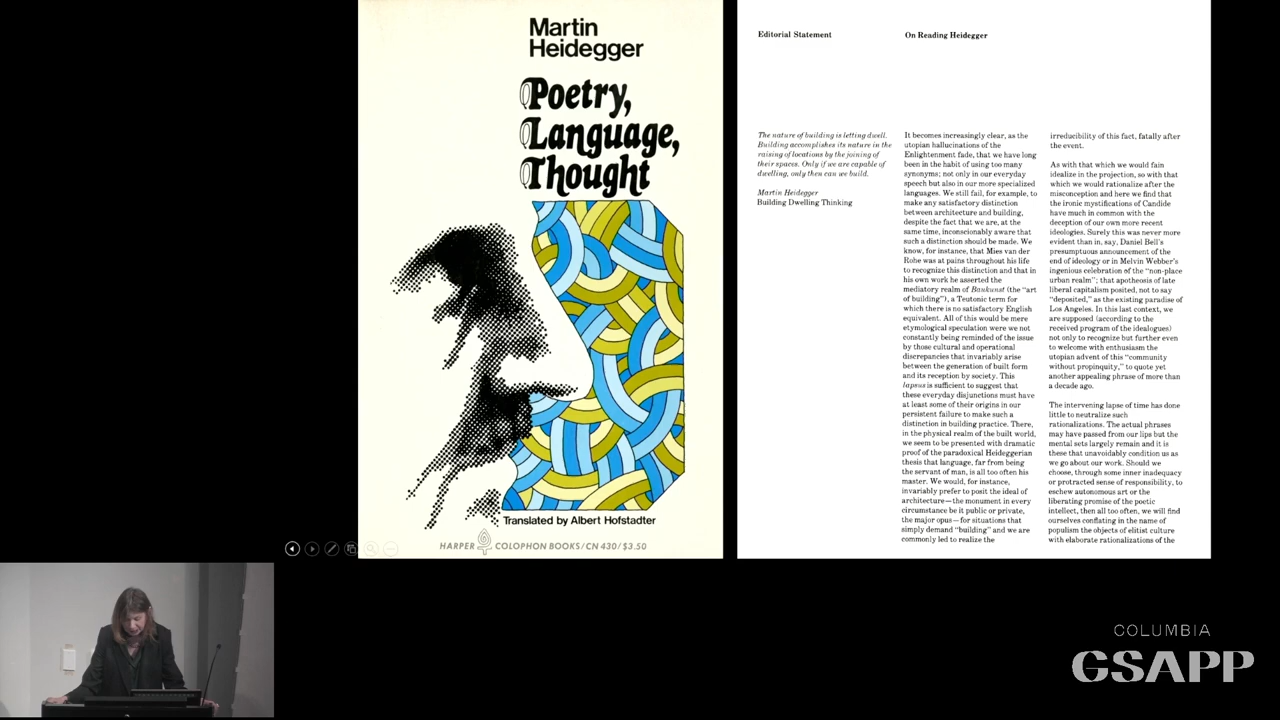 Martin
Heidegger
Poetry,
Language,
Thought
Translated by Albert Hofstadter
HARPER COLOPHON BOOKS/CN 430/$3.50
Editorial Statement
On Reading Heidegger
The nature of building is letting dwell.
Building accomplishes its nature in the
raising of locations by the joining of
their spaces. Only if we are capable of
dwelling, only then can we build.
Martin Heidegger
Building Dwelling Thinking
It becomes increasingly clear, as the
utopian hallucinations of the
Enlightenment fade, that we have long
been in the habit of using too many
synonyms; not only in our everyday
speech but also in our more specialized
languages. We still fail, for example, to
make any satisfactory distinction
between architecture and building,
despite the fact that we are, at the
same time, inconscionably aware that
such a distinction should be made. We
know, for instance, that Mies van der
Rohe was at pains throughout his life
to recognize this distinction and that in
his own work he asserted the
mediatory realm of Baukunst (the "art
of building"), a Teutonic term for
which there is no satisfactory English
equivalent. All of this would be mere
etymological speculation were we not
constantly being reminded of the issue
by those cultural and operational
discrepancies that invariably arise
between the generation of built form
and its reception by society. This
lapsus is sufficient to suggest that
these everyday disjunctions must have
at least some of their origins in our
persistent failure to make such a
distinction in building practice. There,
in the physical realm of the built world,
we seem to be presented with dramatic
proof of the paradoxical Heideggerian
thesis that language, far from being
the servant of man, is all too often his
master. We would, for instance,
invariably prefer to posit the ideal of
architecture—the monument in every
circumstance be it public or private,
the major opus—for situations that
simply demand "building" and we are
commonly led to realize the
irreducibility of this fact, fatally after
the event.
As with that which we would fain
idealize in the projection, so with that
which we would rationalize after the
misconception and here we find that
the ironic mystifications of Candide
have much in common with the
deception of our own more recent
ideologies. Surely this was never more
evident than in, say, Daniel Bell's
presumptuous announcement of the
end of ideology or in Melvin Webber's
ingenious celebration of the "non-place
urban realm"; that apotheosis of late
liberal capitalism posited, not to say
"deposited," as the existing paradise of
Los Angeles. In this last context, we
are supposed (according to the
received program of the idealogues)
not only to recognize but further even
to welcome with enthusiasm the
utopian advent of this "community
without propinquity," to quote yet
another appealing phrase of more than
a decade ago.
The intervening lapse of time has done
little to neutralize such
rationalizations. The actual phrases
may have passed from our lips but the
mental sets largely remain and it is
these that unavoidably condition us as
we go about our work. Should we
choose, through some inner inadequacy
or protracted sense of responsibility, to
eschew autonomous art or the
liberating promise of the poetic
intellect, then all too often, we will find
ourselves conflating in the name of
populism the objects of elitist culture
with elaborate rationalizations of the
COLUMBIA
GSAPP